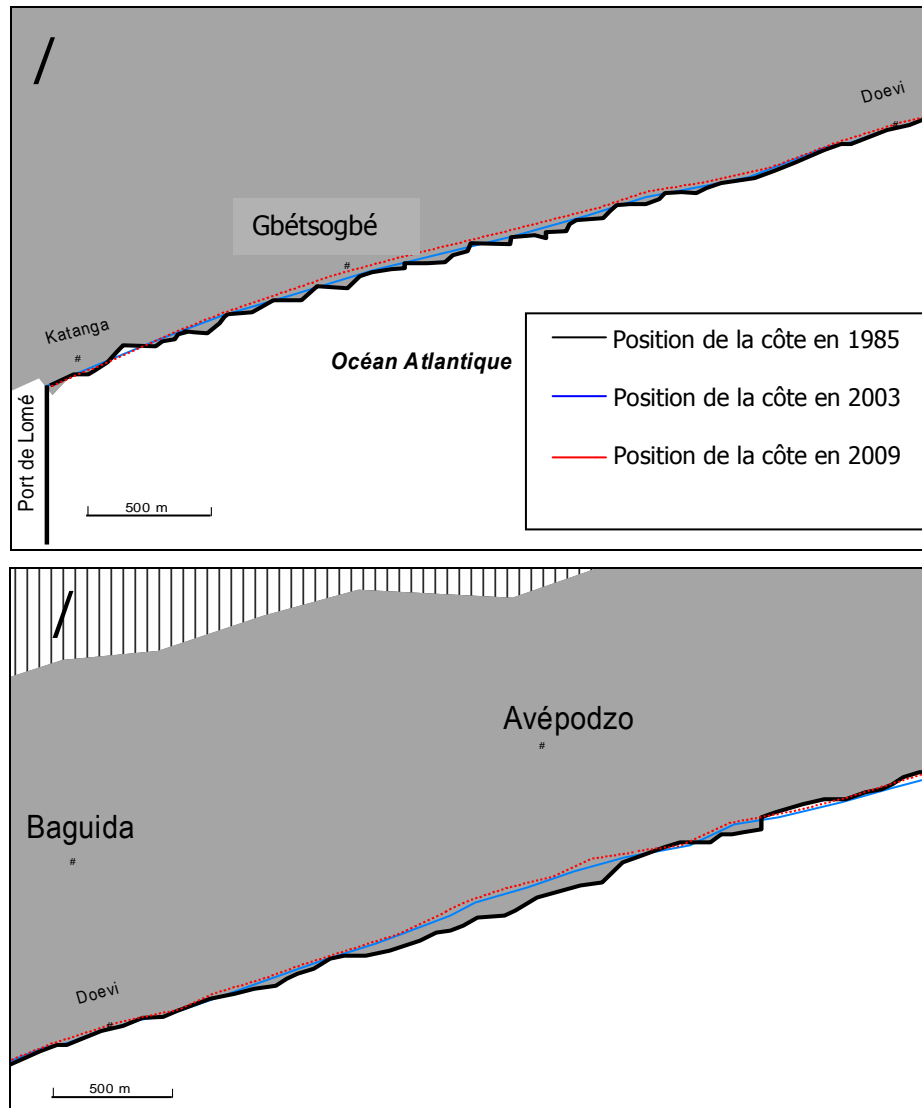 Doevi
Gbétsogbé
Katanga
Océan Atlantique
Port de Lomé
500 m
Position de la côte en 1985
Position de la côte en 2003
Position de la côte en 2009
Avépodzo
Baguida
Doevi
500 m